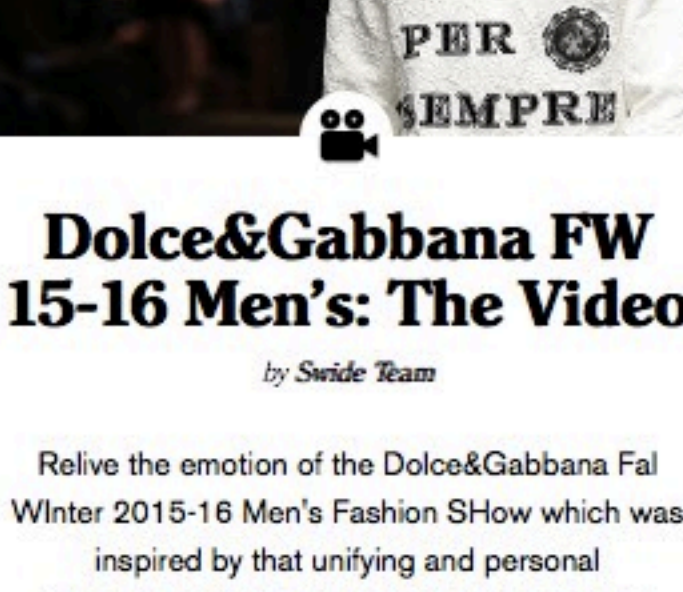 PER
SEMPRE
Dolce&Gabbana FW
15-16 Men's: The Video
by Swide Team
Relive the emotion of the Dolce&Gabbana Fal
WInter 2015-16 Men's Fashion SHow which was
inspired by that unifying and personal